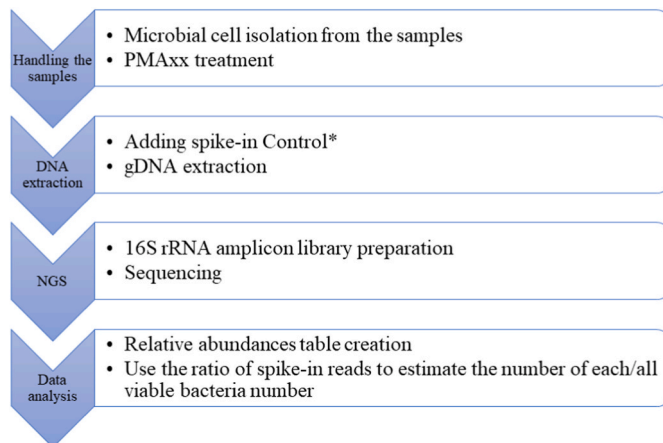 Handling the
samples
• Microbial cell isolation from the samples
• PMAxx treatment
DNA
extraction
• Adding spike-in Control*
• gDNA extraction
NGS
• 16S rRNA amplicon library preparation
• Sequencing
Data
analysis
• Relative abundances table creation
• Use the ratio of spike-in reads to estimate the number of each/all
viable bacteria number